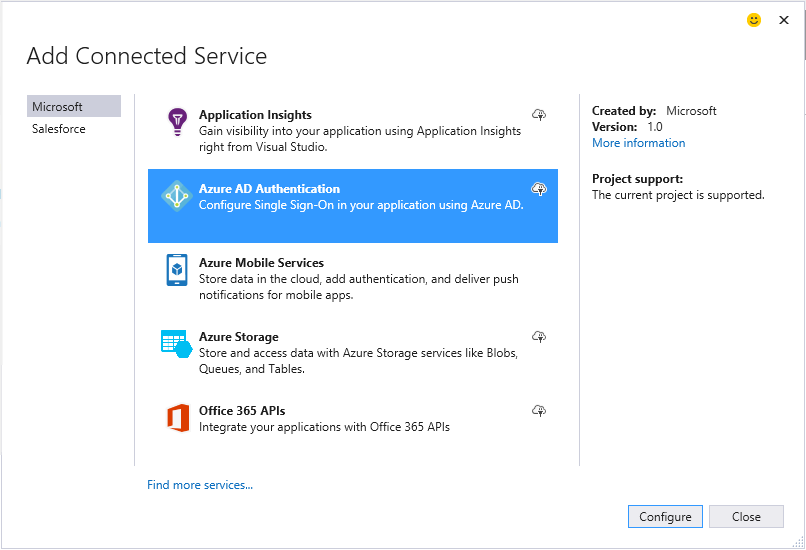 Add Connected Service
Microsoft
Salesforce
Application Insights
Gain visibility into your application using Application Insights
right from Visual Studio.
Azure AD Authentication
Configure Single Sign-On in your application using Azure AD.
Azure Mobile Services
Store data in the cloud, add authentication, and deliver push
notifications for mobile apps.
Azure Storage
Store and access data with Azure Storage services like Blobs,
Queues, and Tables.
Office 365 APIs
Integrate your applications with Office 365 APIs
Find more services...
Created by: Microsoft
Version: 1.0
More information
Project support:
The current project is supported.
Configure
Close